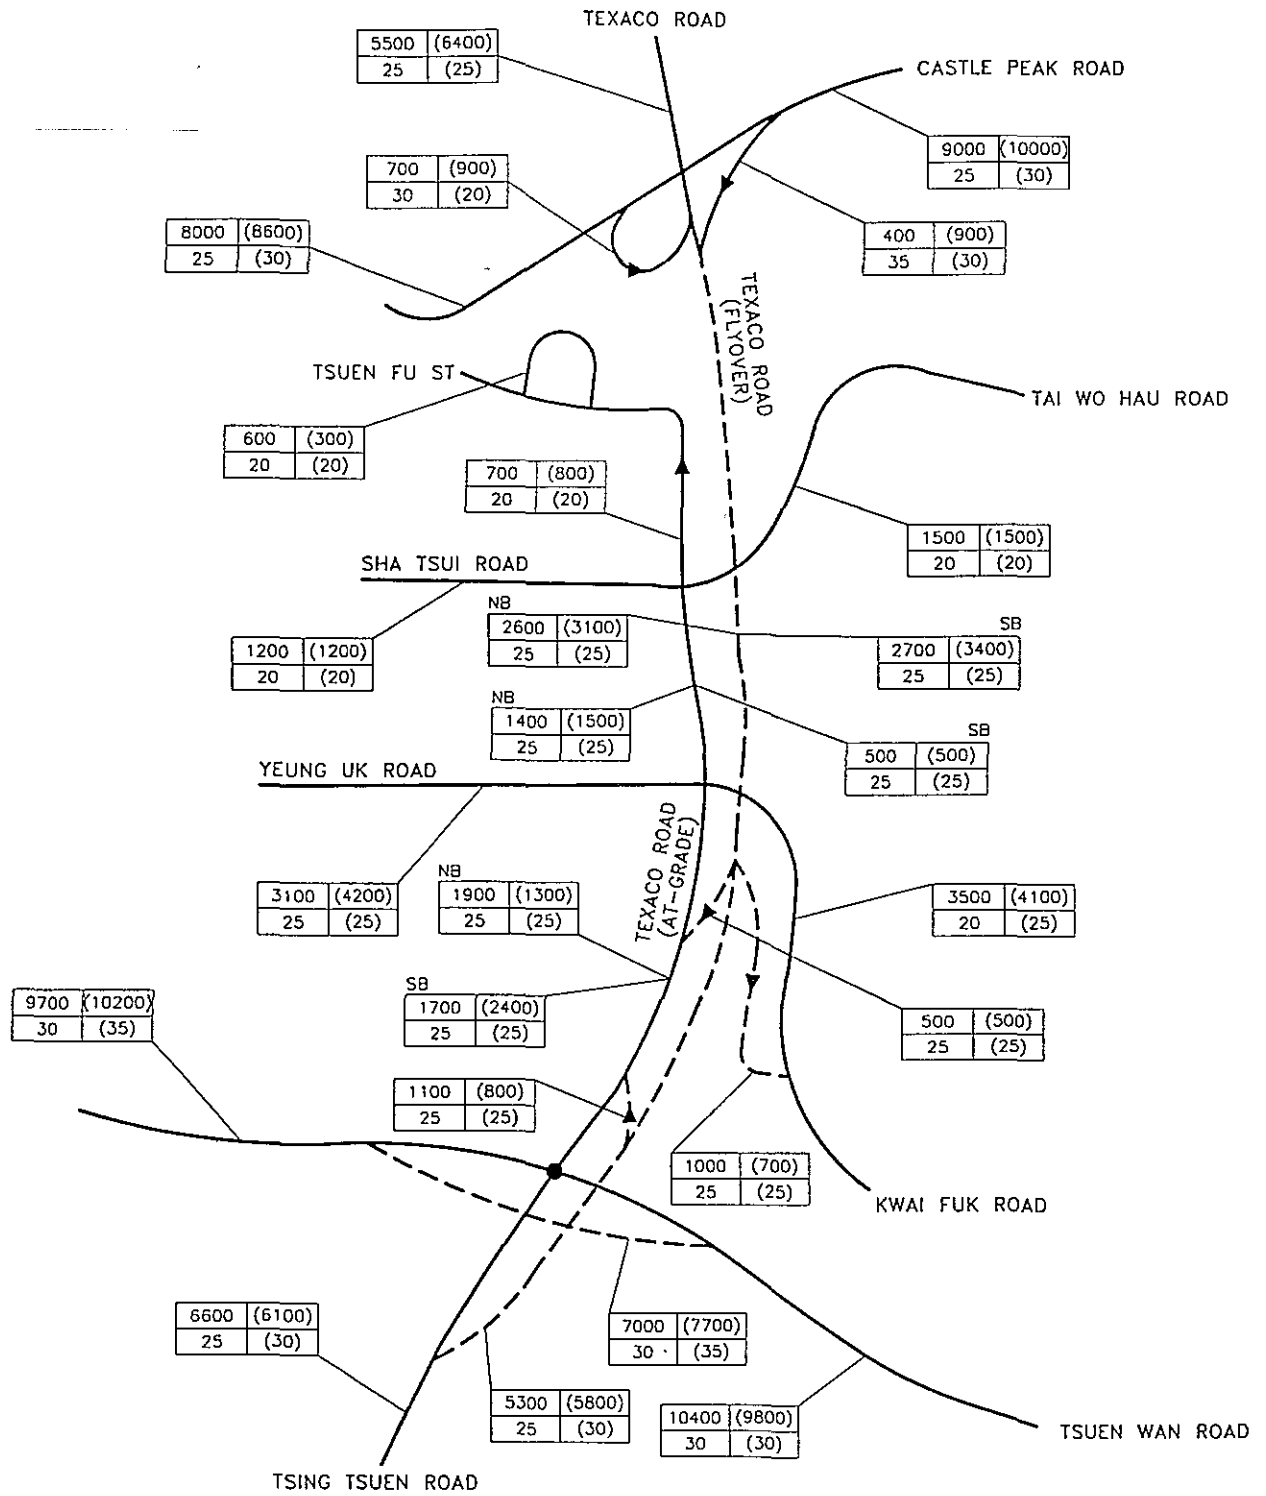 TEXACO ROAD
5500 (6400)
25 (25)
CASTLE PEAK ROAD
9000 (10000)
25 (30)
700 (900)
30 (20)
8000 (8600)
25 (30)
400 (900)
35 (30)
TEXACO ROAD
(FLYOVER)
TSUEN FU ST
TAI WO HAU ROAD
600 (300)
20 (20)
700 (800)
20 (20)
1500 (1500)
20 (20)
SHA TSUI ROAD
NB
2600 (3100)
25 (25)
SB
2700 (3400)
25 (25)
1200 (1200)
20 (20)
NB
1400 (1500)
25 (25)
SB
500 (500)
25 (25)
YEUNG UK ROAD
TEXACO ROAD
(AT-GRADE)
3100 (4200)
25 (25)
NB
1900 (1300)
25 (25)
3500 (4100)
20 (25)
SB
1700 (2400)
25 (25)
9700 (10200)
30 (35)
500 (500)
25 (25)
1100 (800)
25 (25)
1000 (700)
25 (25)
KWAI FUK ROAD
6600 (6100)
25 (30)
7000 (7700)
30 (35)
5300 (5800)
25 (30)
10400 (9800)
30 (30)
TSUEN WAN ROAD
TSING TSUEN ROAD